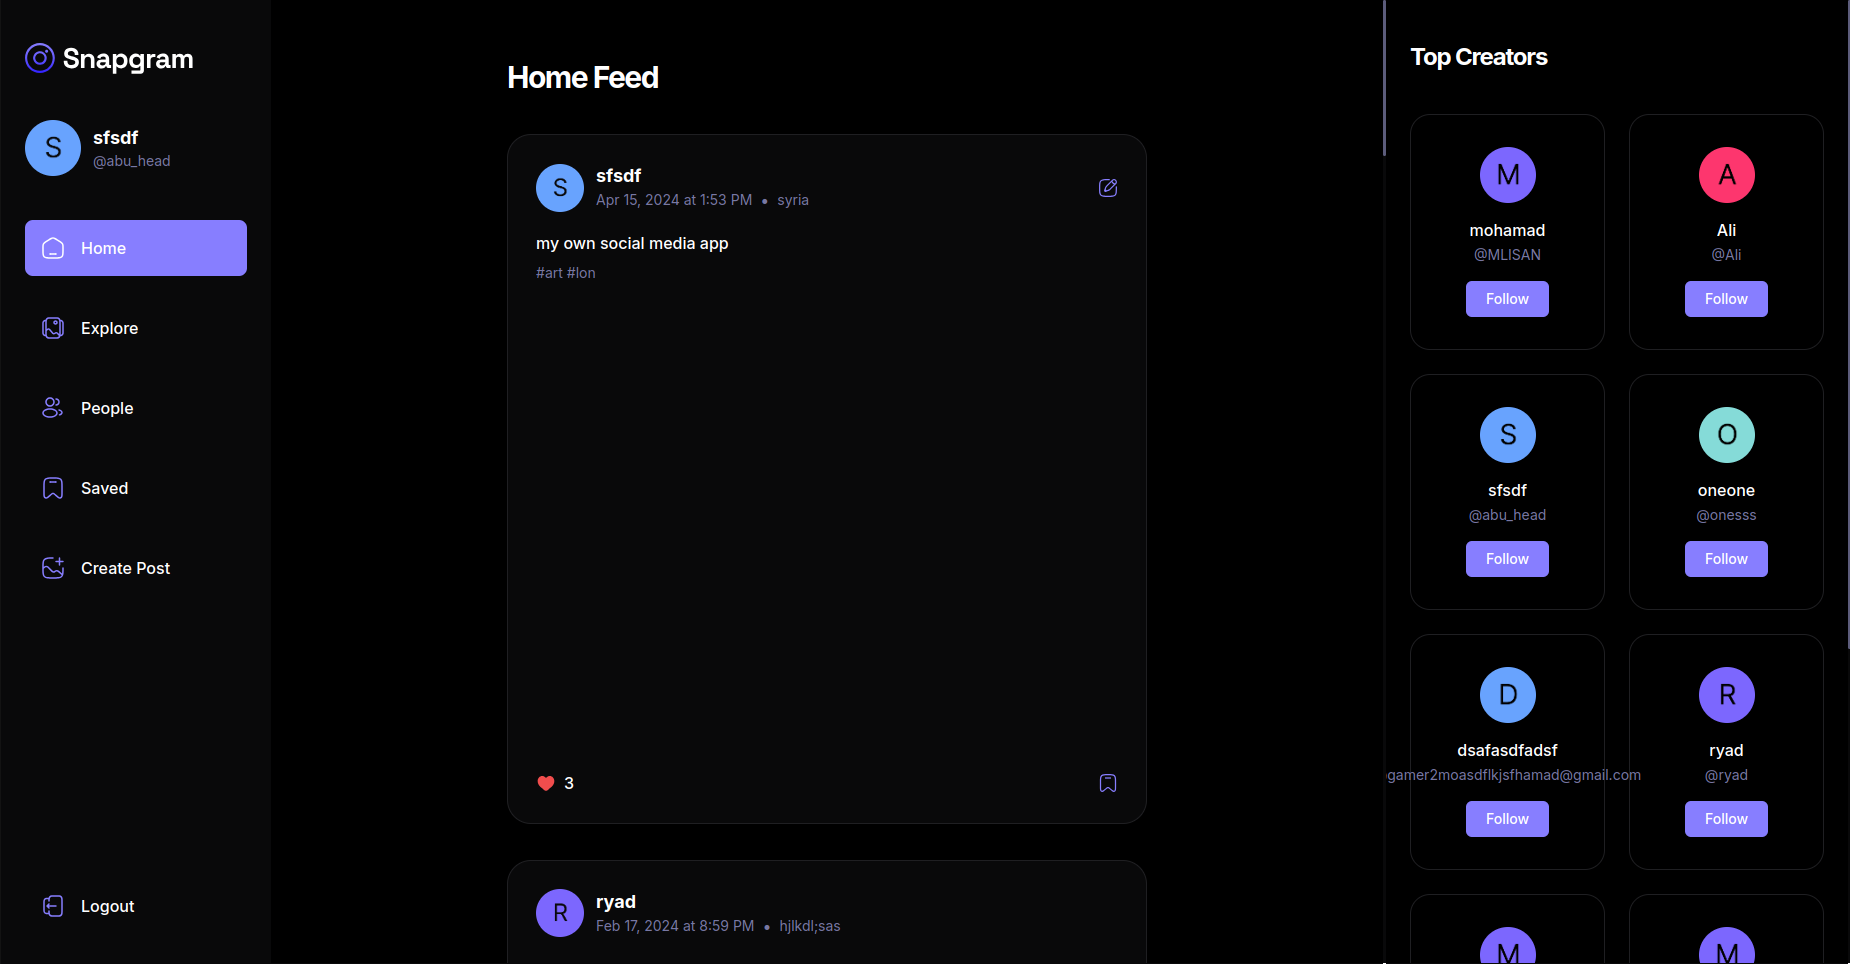 Snapgram
S
sfsdf
@abu_head
Home
Explore
People
Saved
Create Post
Logout
Home Feed
S
sfsdf
Apr 15, 2024 at 1:53 PM • syria
my own social media app
#art #lon
3
R
ryad
Feb 17, 2024 at 8:59 PM • hjlkdl;sas
Top Creators
M
mohamad
@MLISAN
Follow
A
Ali
@Ali
Follow
S
sfsdf
@abu_head
Follow
O
oneone
@onesss
Follow
D
dsafasdfadsf
gamer2moasdflkjsfhamad@gmail.com
Follow
R
ryad
@ryad
Follow
M
M